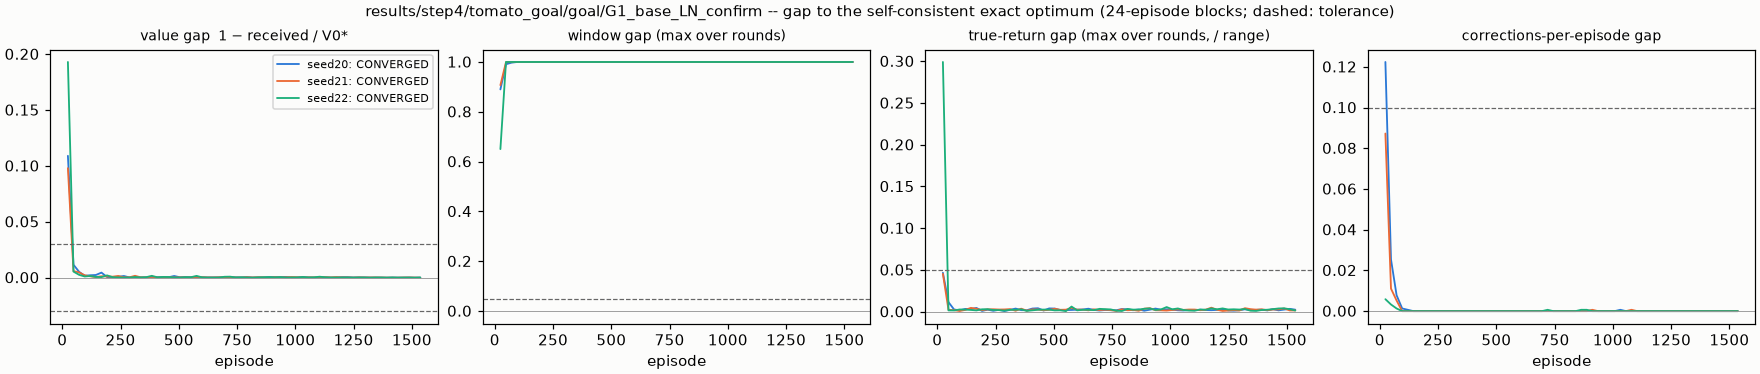 results/step4/tomato_goal/goal/G1_base_LN_confirm -- gap to the self-consistent exact optimum (24-episode blocks; dashed: tolerance)
value gap 1 − received / V0*
0.20
0.15
0.10
0.05
0.00
seed20: CONVERGED
seed21: CONVERGED
seed22: CONVERGED
0 250 500 750 1000 1250 1500
episode
window gap (max over rounds)
1.0
0.8
0.6
0.4
0.2
0.0
0 250 500 750 1000 1250 1500
episode
true-return gap (max over rounds, / range)
0.30
0.25
0.20
0.15
0.10
0.05
0.00
0 250 500 750 1000 1250 1500
episode
corrections-per-episode gap
0.12
0.10
0.08
0.06
0.04
0.02
0.00
0 250 500 750 1000 1250 1500
episode